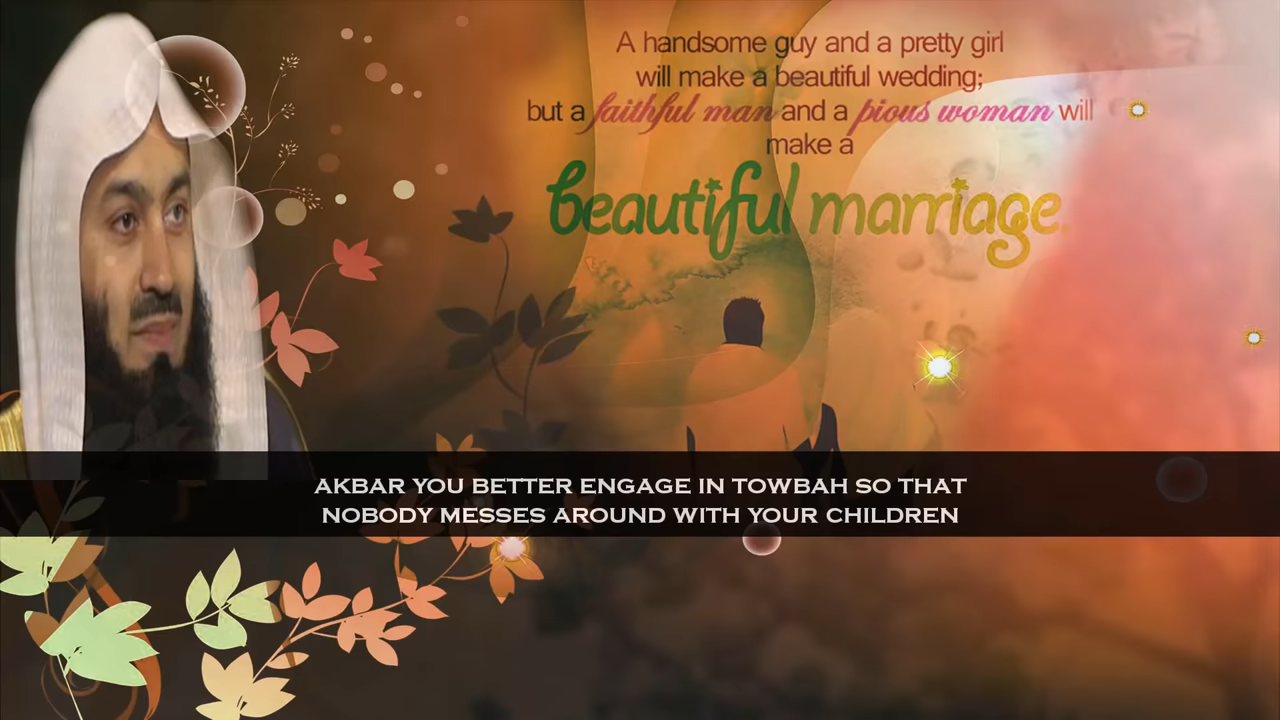 A handsome guy and a pretty girl
will make a beautiful wedding;
but a faithful man and a pious woman will
make a
beautiful marriage.
AKBAR YOU BETTER ENGAGE IN TOWBAH SO THAT
NOBODY MESSES AROUND WITH YOUR CHILDREN